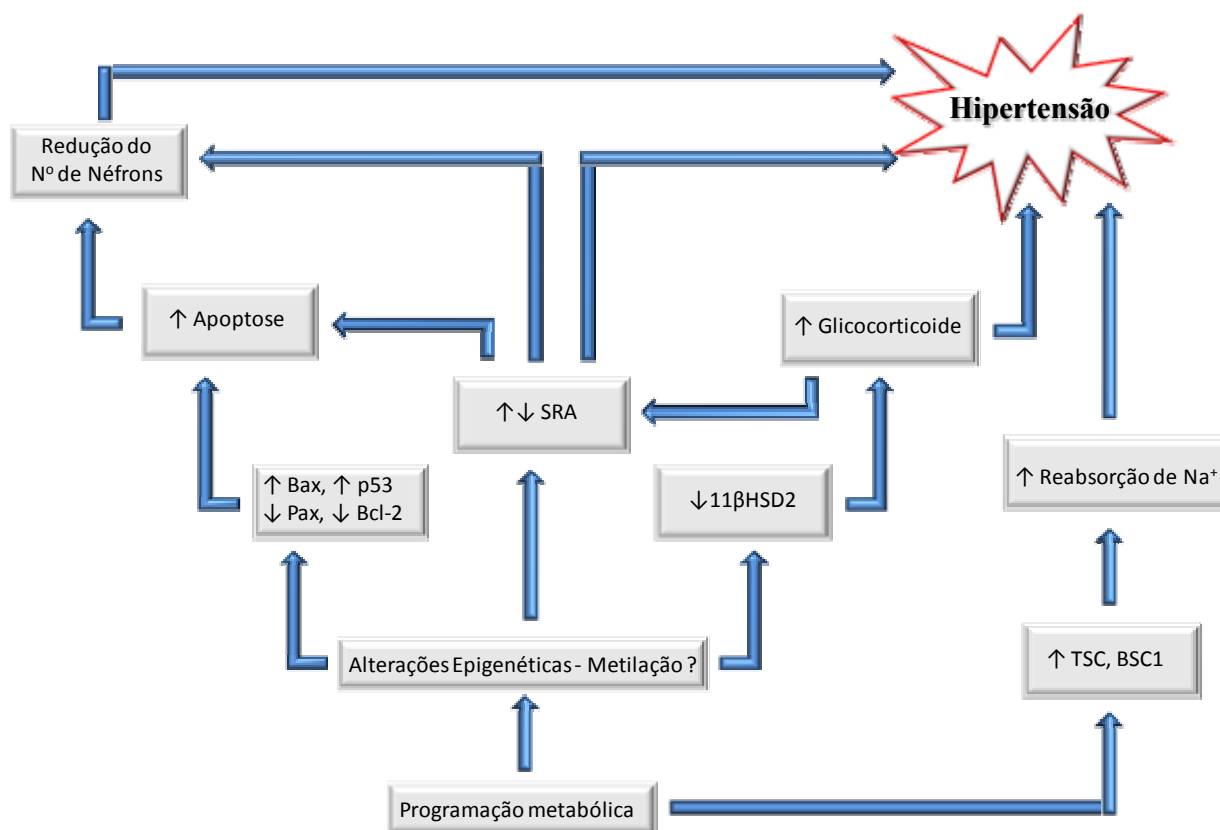 Hipertensão
Redução do
Nº de Néfrons
↑ Apoptose
↑ Glicocorticoide
↑↓ SRA
↑ Bax, ↑ p53
↓ Pax, ↓ Bcl-2
↓11βHSD2
↑ Reabsorção de Na⁺
Alterações Epigenéticas - Metilação ?
↑ TSC, BSC1
Programação metabólica